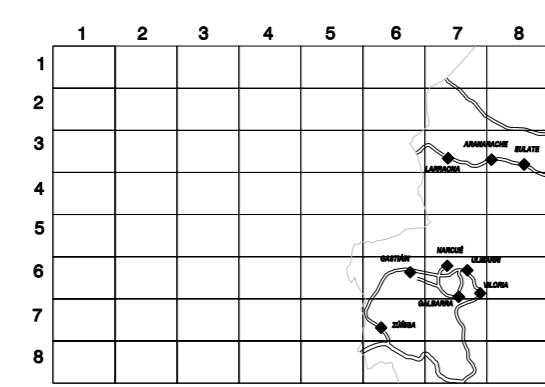 1 2 3 4 5 6 7 8
1
2
3
ARANARACHE
EULATE
LARRAONA
4
5
NARCUÉ
GASTIÁIN
ULIBARRI
6
VILORIA
GALBARRA
7
ZÚÑIGA
8